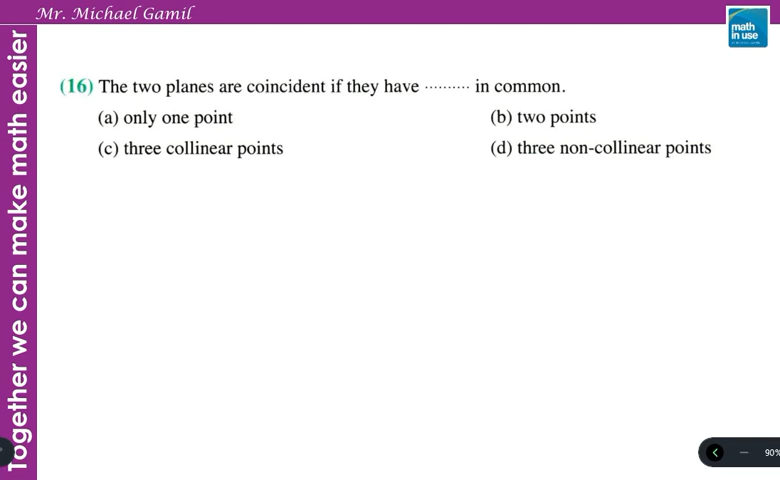 Mr. Michael Gamil
math
in use
Together we can make math easier
(16) The two planes are coincident if they have .......... in common.
(a) only one point
(b) two points
(c) three collinear points
(d) three non-collinear points
90%